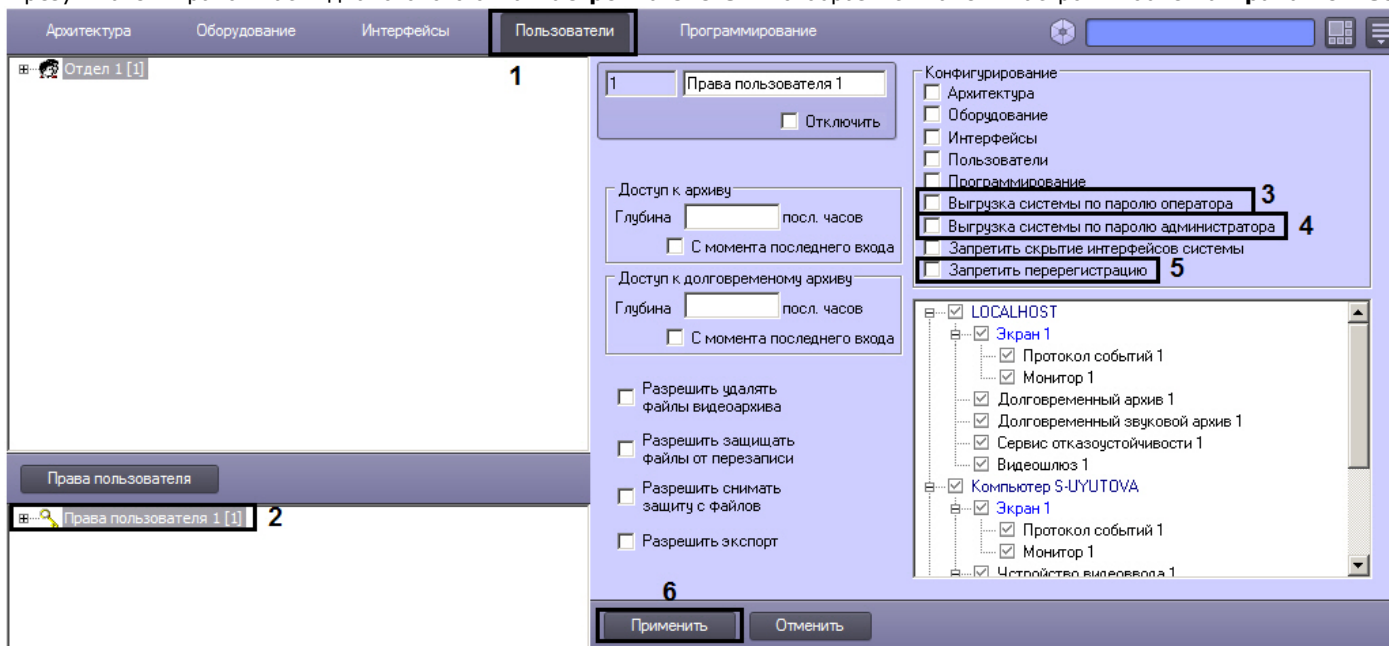 Архитектура Оборудование Интерфейсы Пользователи Программирование
1
Отдел 1 [1]
Права пользователя
Права пользователя 1 [1] 2
1 Права пользователя 1
Отключить
Доступ к архиву
Глубина посл. часов
С момента последнего входа
Доступ к долговременому архиву
Глубина посл. часов
С момента последнего входа
Разрешить удалять
файлы видеоархива
Разрешить защищать
файлы от перезаписи
Разрешить снимать
защиту с файлов
Разрешить экспорт
Конфигурирование
Архитектура
Оборудование
Интерфейсы
Пользователи
Программирование
Выгрузка системы по паролю оператора 3
Выгрузка системы по паролю администратора 4
Запретить скрытие интерфейсов системы
Запретить перерегистрацию 5
LOCALHOST
Экран 1
Протокол событий 1
Монитор 1
Долговременный архив 1
Долговременный звуковой архив 1
Сервис отказоустойчивости 1
Видеошлюз 1
Компьютер S-UYUTOVA
Экран 1
Протокол событий 1
Монитор 1
Устройство видеоввода 1
6
Применить Отменить